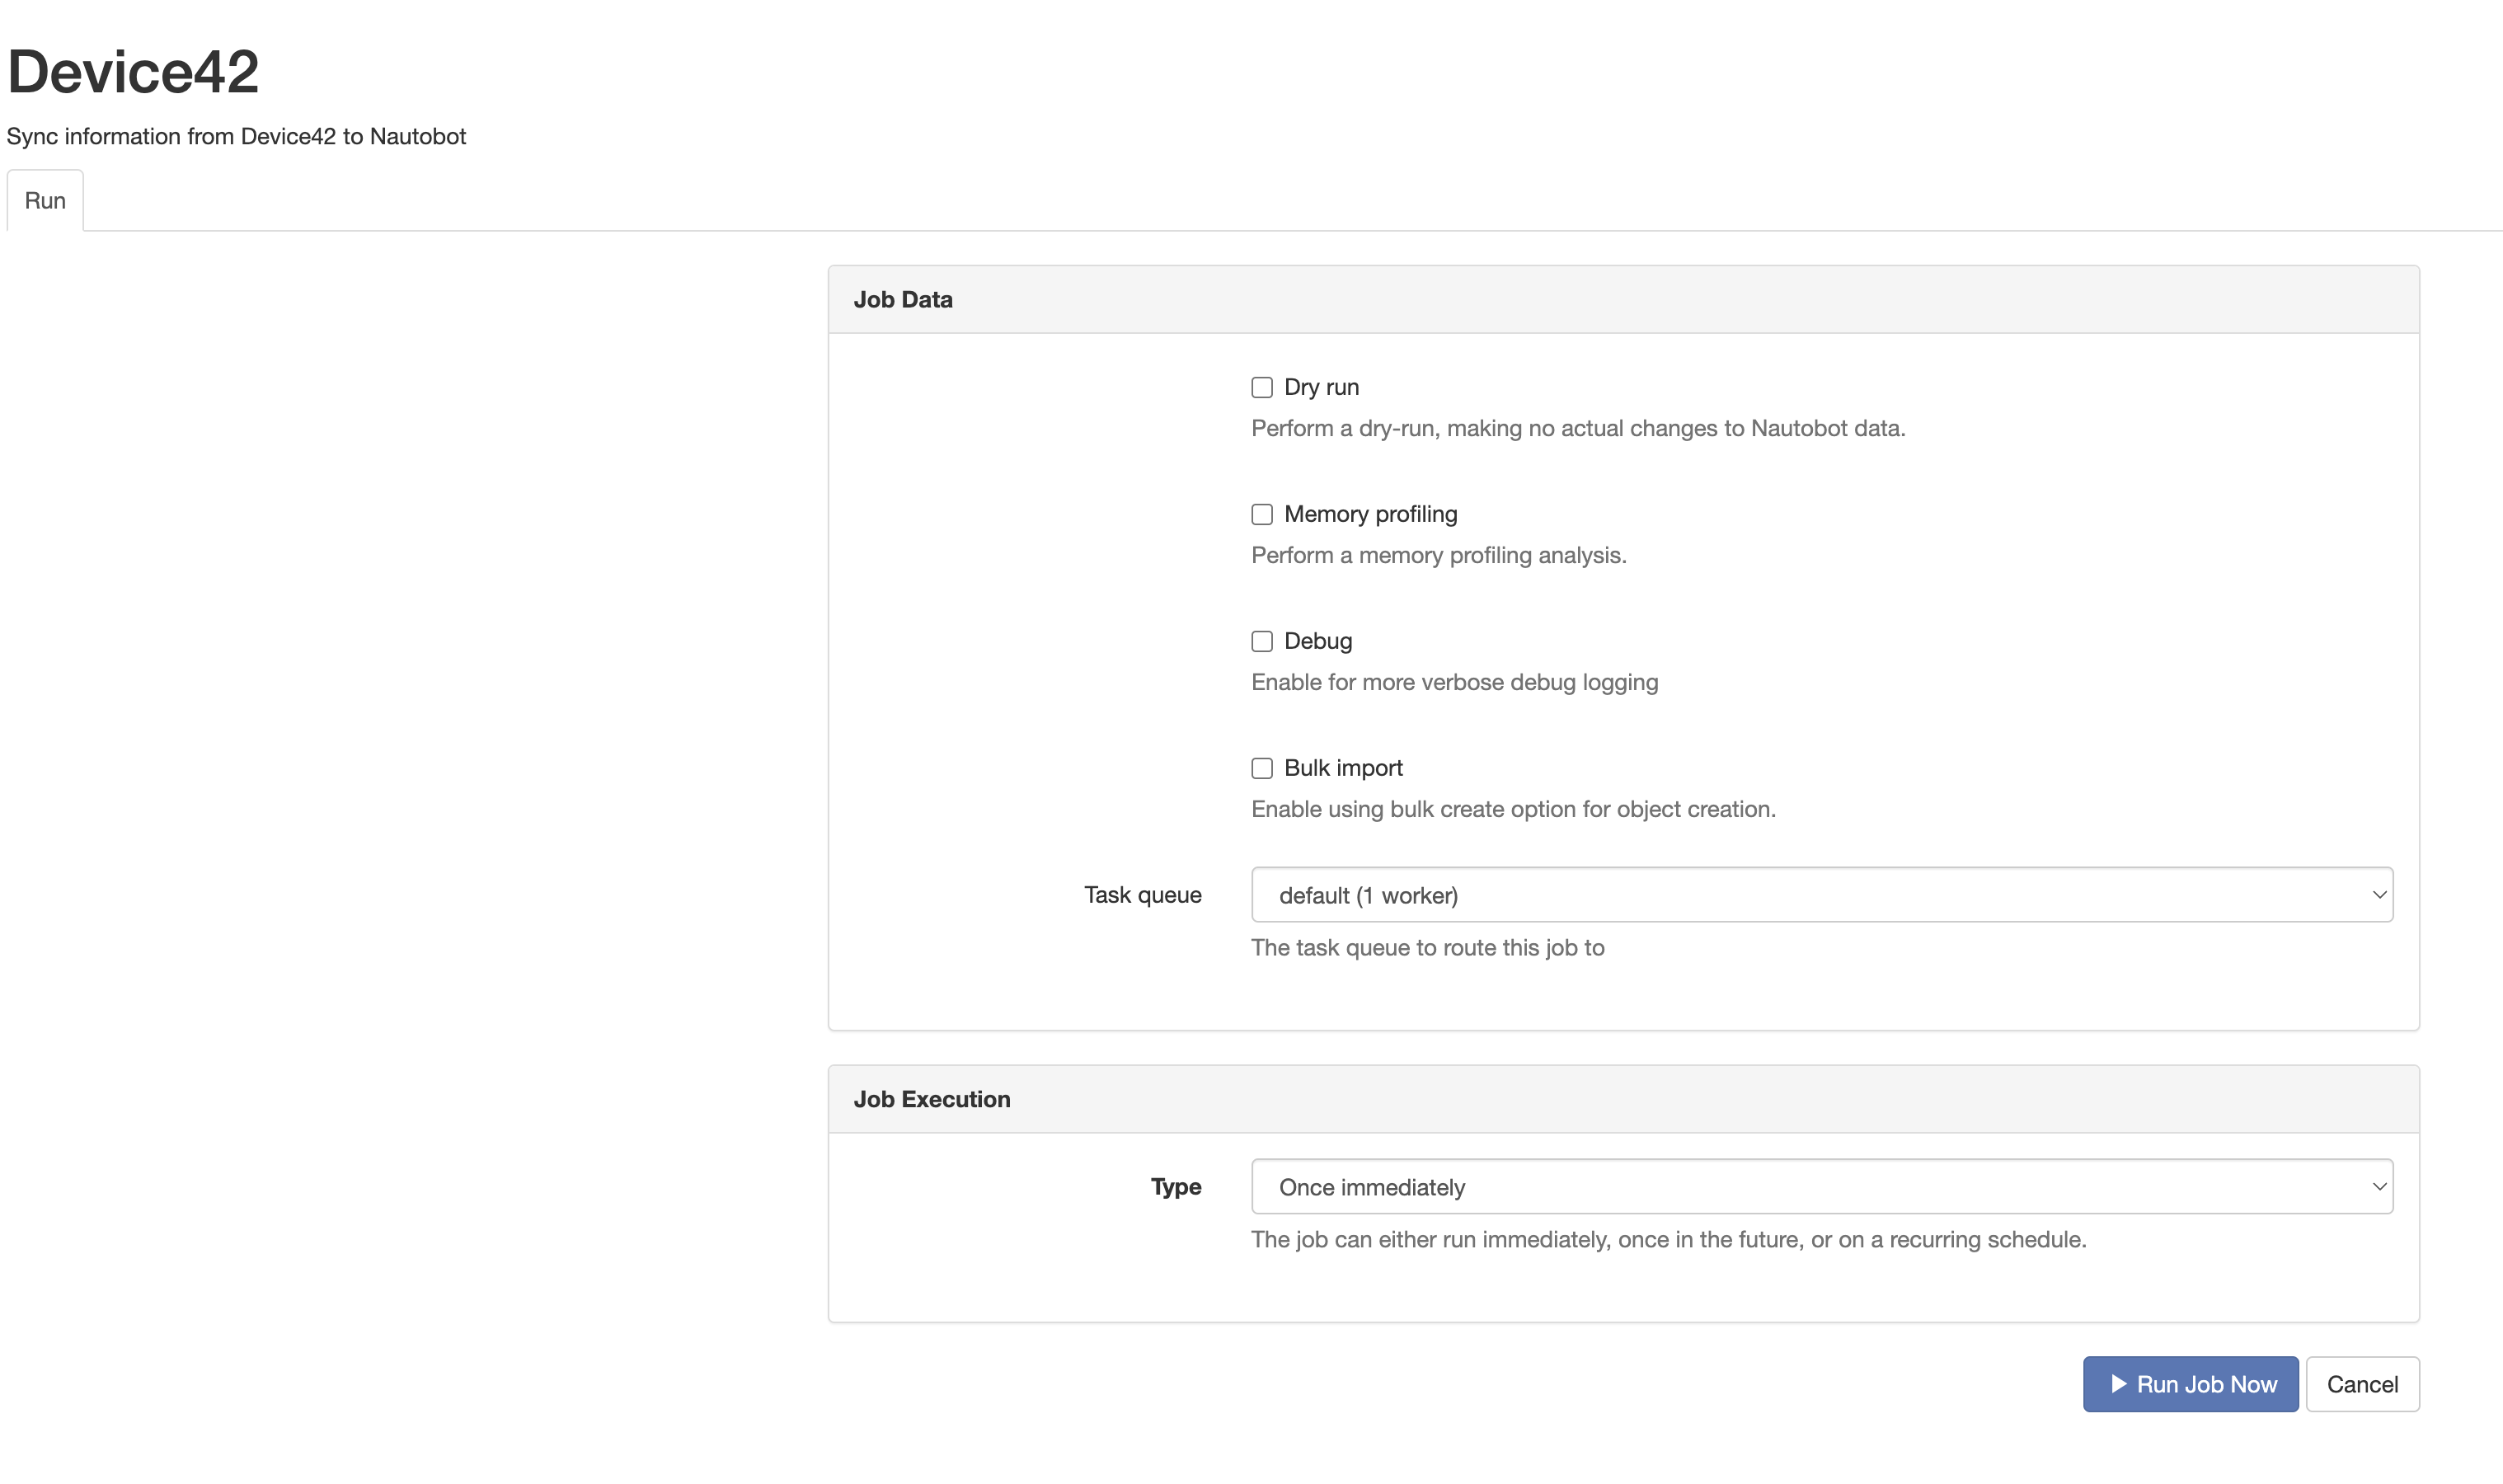 Device42
Sync information from Device42 to Nautobot
Run
Job Data
Dry run
Perform a dry-run, making no actual changes to Nautobot data.
Memory profiling
Perform a memory profiling analysis.
Debug
Enable for more verbose debug logging
Bulk import
Enable using bulk create option for object creation.
Task queue default (1 worker)
The task queue to route this job to
Job Execution
Type Once immediately
The job can either run immediately, once in the future, or on a recurring schedule.
Run Job Now Cancel